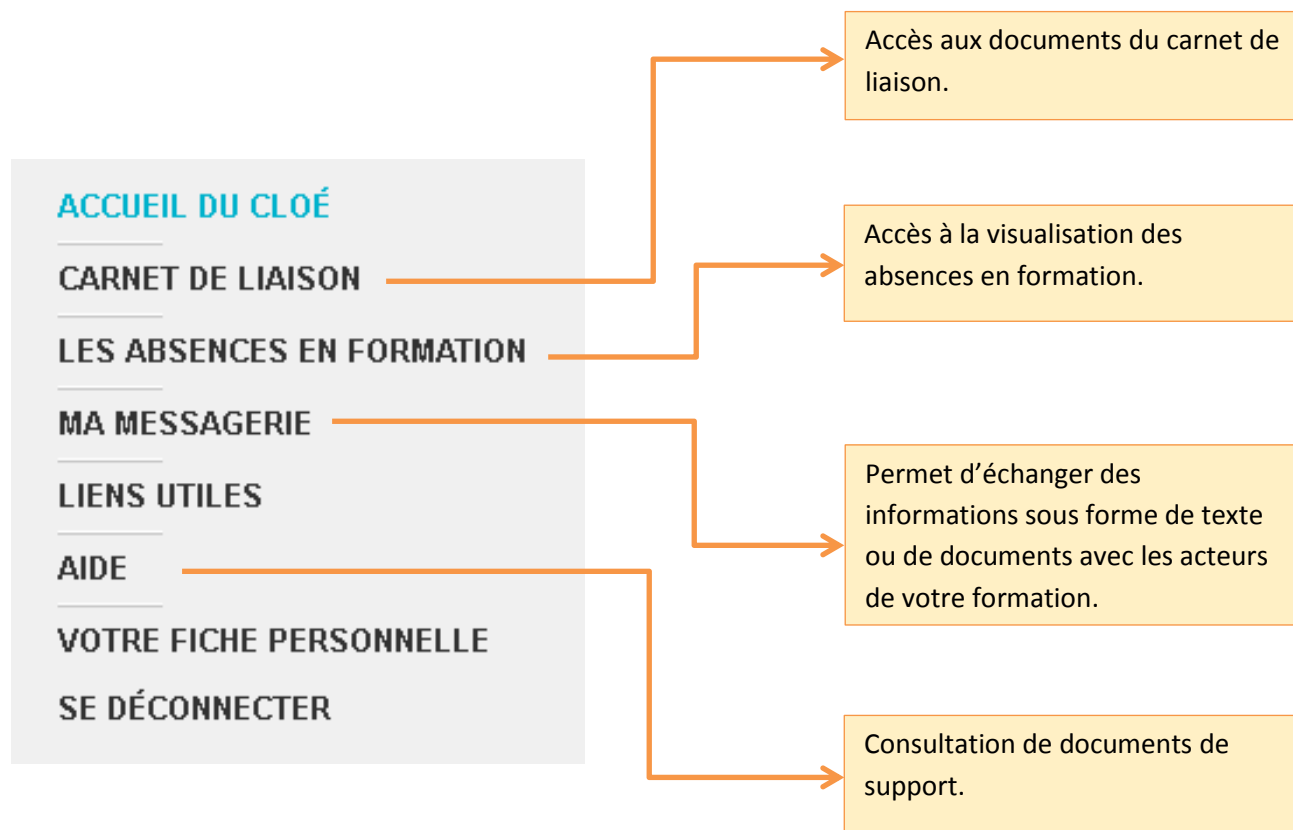 ACCUEIL DU CLOÉ
CARNET DE LIAISON
LES ABSENCES EN FORMATION
MA MESSAGERIE
LIENS UTILES
AIDE
VOTRE FICHE PERSONNELLE
SE DÉCONNECTER
Accès aux documents du carnet de
liaison.
Accès à la visualisation des
absences en formation.
Permet d’échanger des
informations sous forme de texte
ou de documents avec les acteurs
de votre formation.
Consultation de documents de
support.